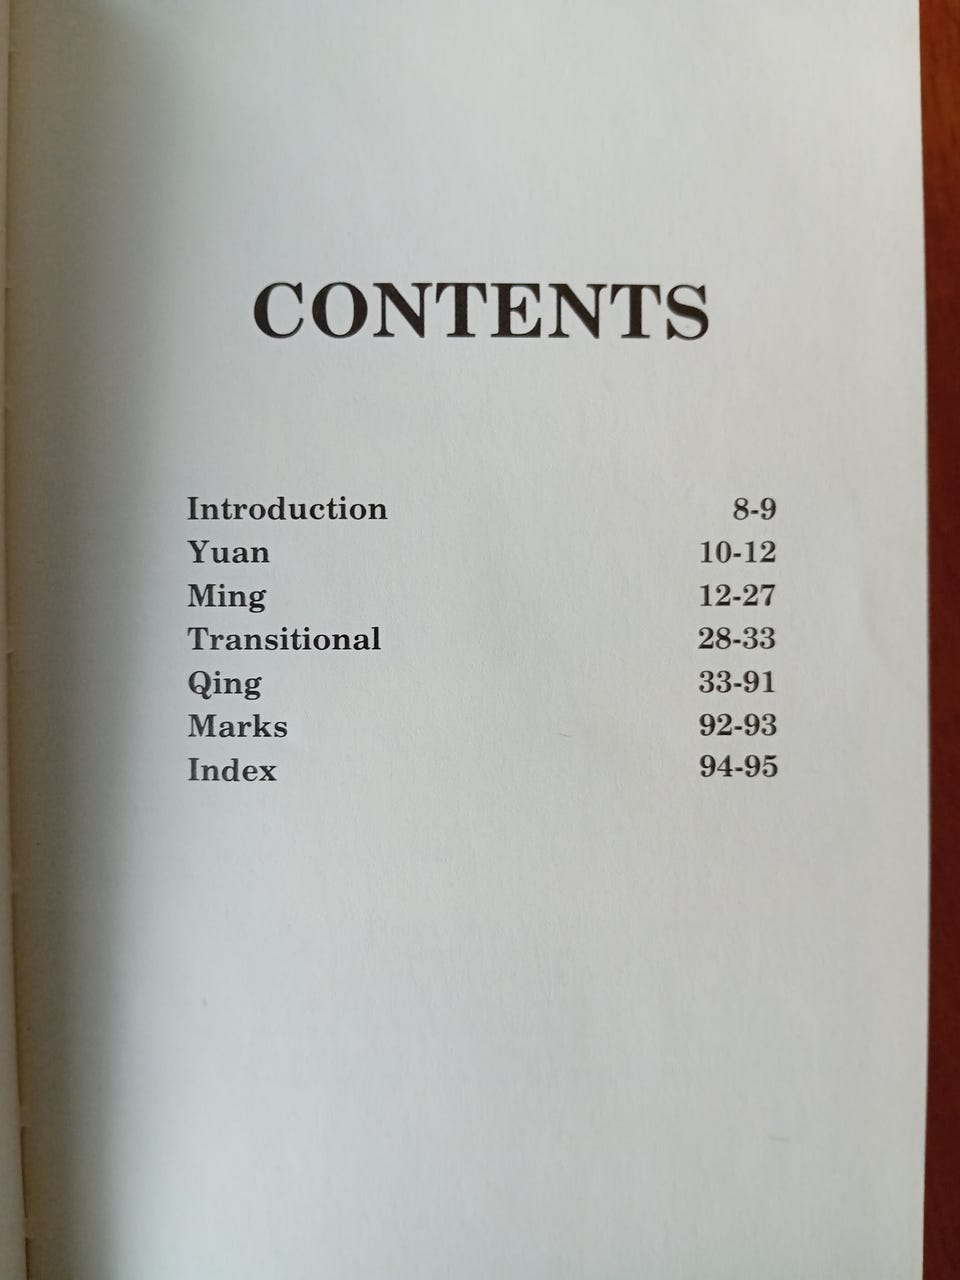 CONTENTS
Introduction 8-9
Yuan 10-12
Ming 12-27
Transitional 28-33
Qing 33-91
Marks 92-93
Index 94-95